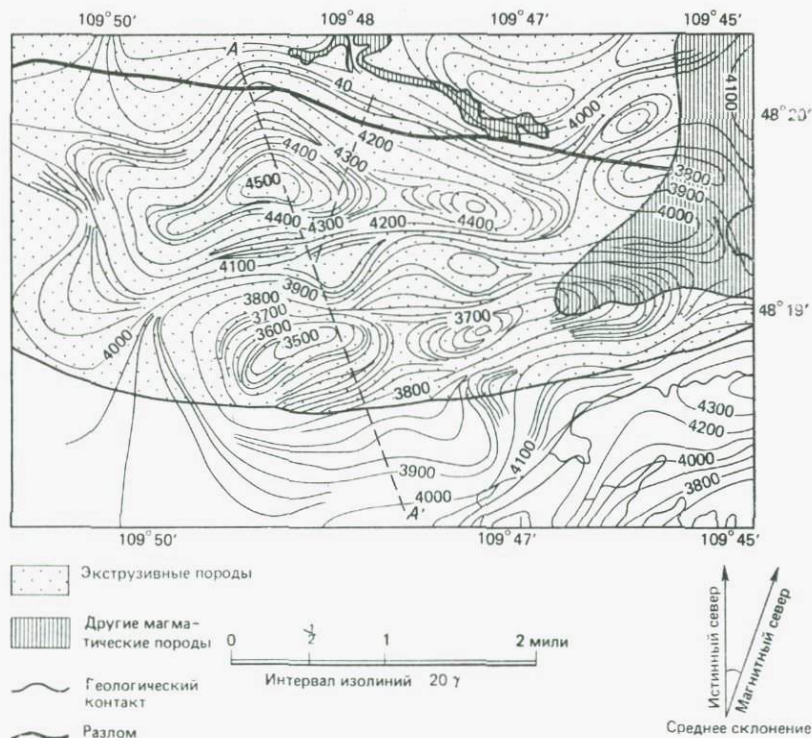 109° 50' 109° 48 109° 47' 109° 45'
A
40
4000
4100
48° 20'
4200
4300
4400
4500
3800
3900
4000
4400
4300
4200
4400
4100
3900
3800
3700
3600
3500
3700
48° 19'
4000
3800
4300
4200
4100
4000
3900
3800
4000
A'
109° 50' 109° 47' 109° 45'
Экструзивные породы
Другие магма-
тические породы
0 1/2 1 2 мили
Интервал изолиний 20 γ
Геологический
контакт
Разлом
Истинный север
Магнитный север
Среднее склонение